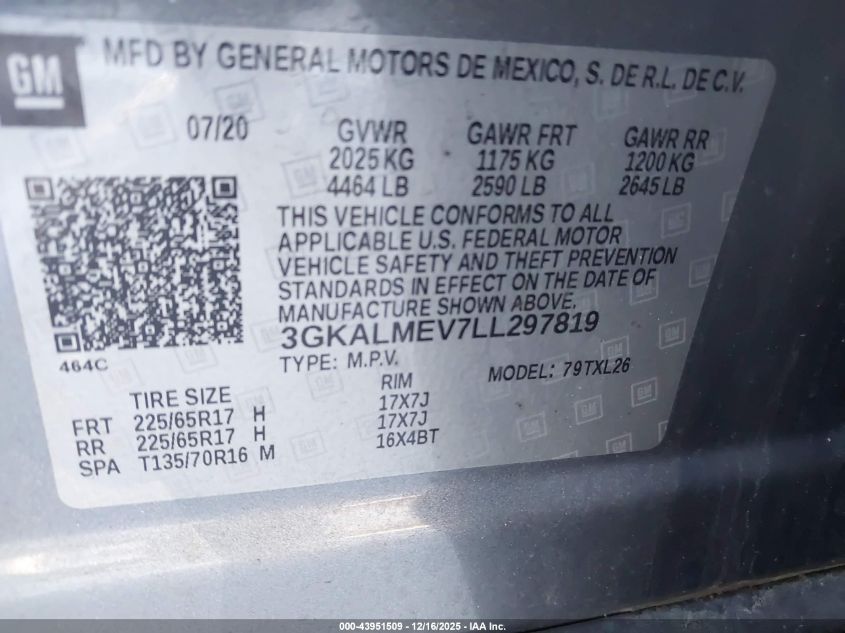 GM
MFD BY GENERAL MOTORS DE MEXICO, S. DE R.L. DE C.V.
07/20 GVWR GAWR FRT GAWR RR
2025 KG 1175 KG 1200 KG
4464 LB 2590 LB 2645 LB
THIS VEHICLE CONFORMS TO ALL
APPLICABLE U.S. FEDERAL MOTOR
VEHICLE SAFETY AND THEFT PREVENTION
STANDARDS IN EFFECT ON THE DATE OF
MANUFACTURE SHOWN ABOVE.
3GKALMEV7LL297819
464C
TYPE: M.P.V. MODEL: 79TXL26
TIRE SIZE RIM
FRT 225/65R17 H 17X7J
RR 225/65R17 H 17X7J
SPA T135/70R16 M 16X4BT
000-43951509 - 12/16/2025 - IAA Inc.